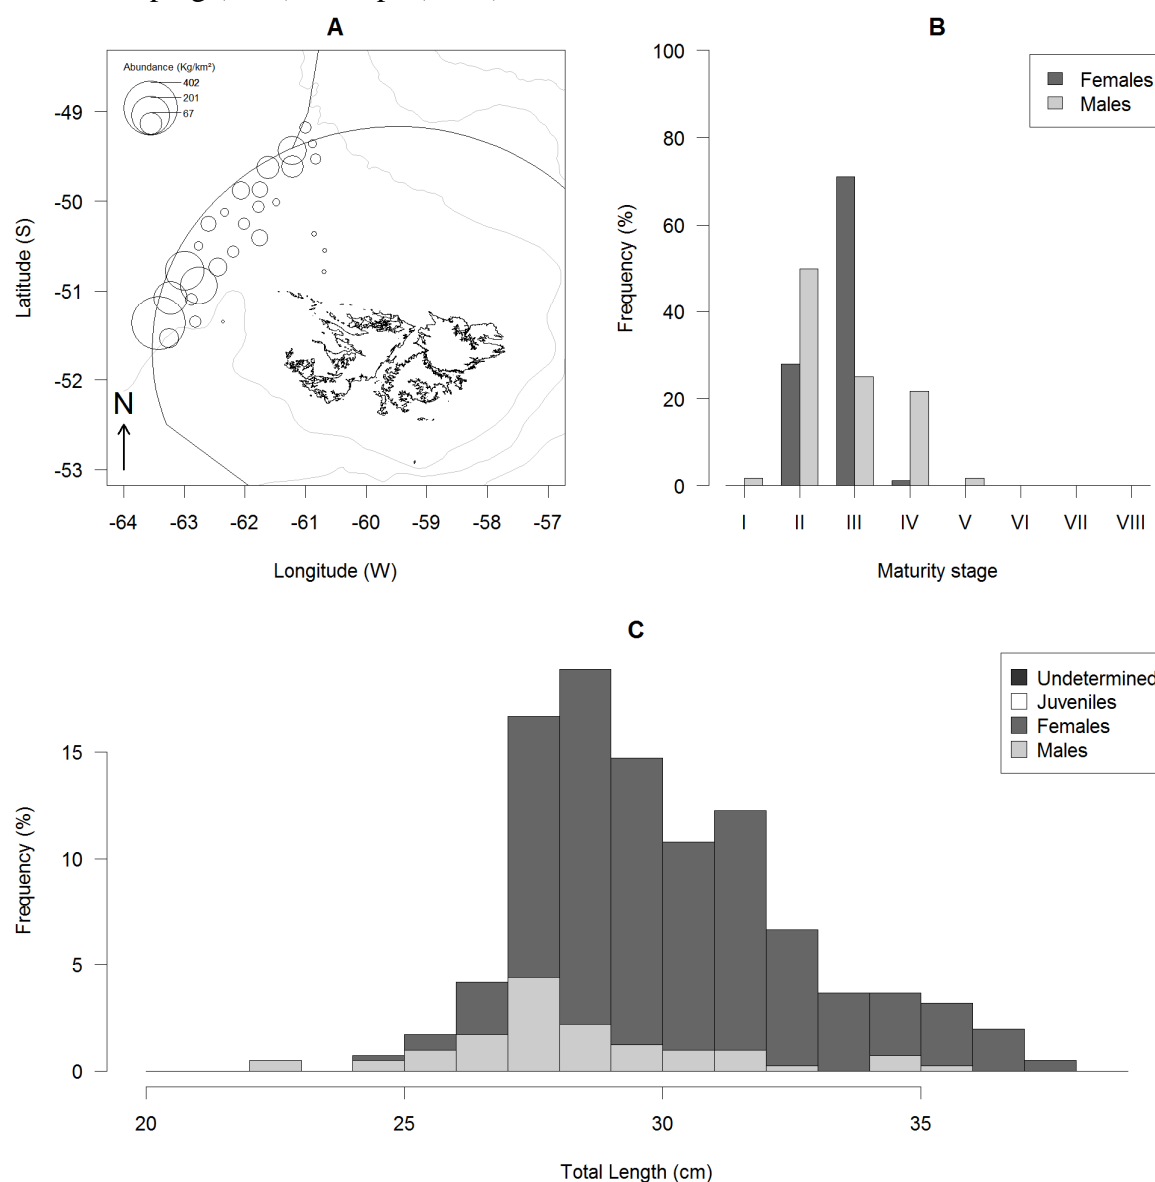 A
Abundance (Kg/km²)
402
201
67
-49
-50
-51
-52
-53
Latitude (S)
N
-64 -63 -62 -61 -60 -59 -58 -57
Longitude (W)
B
100
80
60
40
20
0
Frequency (%)
Females
Males
I II III IV V VI VII VIII
Maturity stage
C
Undetermined
Juveniles
Females
Males
15
10
5
0
Frequency (%)
20 25 30 35
Total Length (cm)